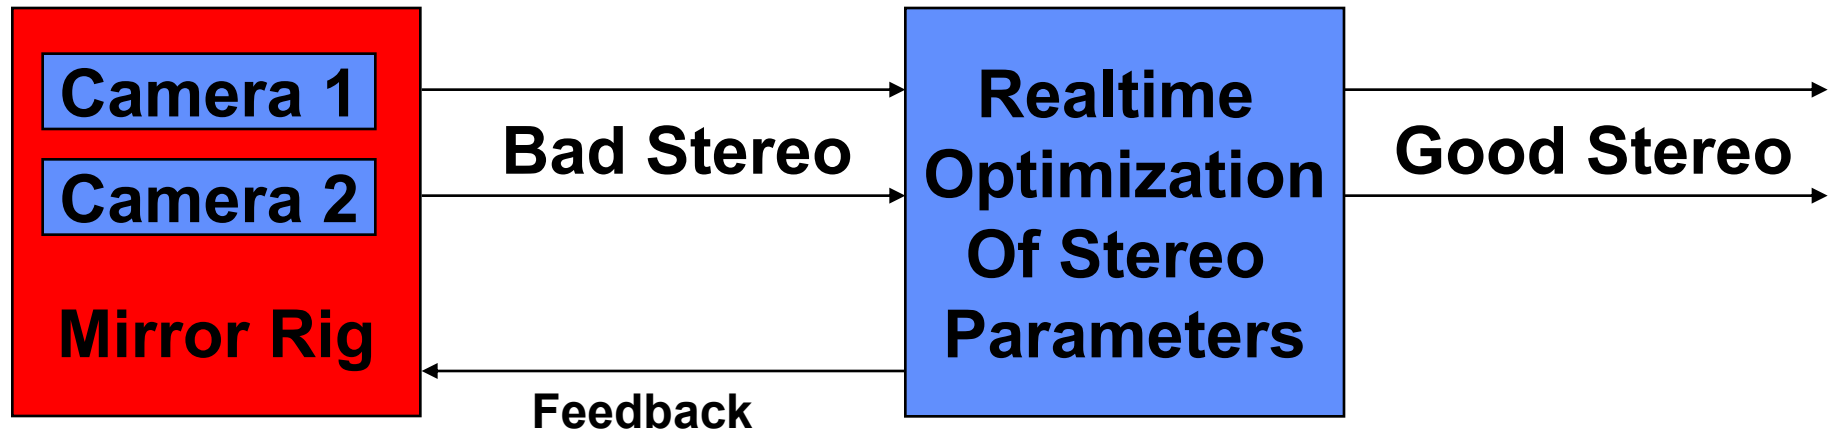 Camera 1
Camera 2
Mirror Rig
Bad Stereo
Feedback
Realtime
Optimization
Of Stereo
Parameters
Good Stereo